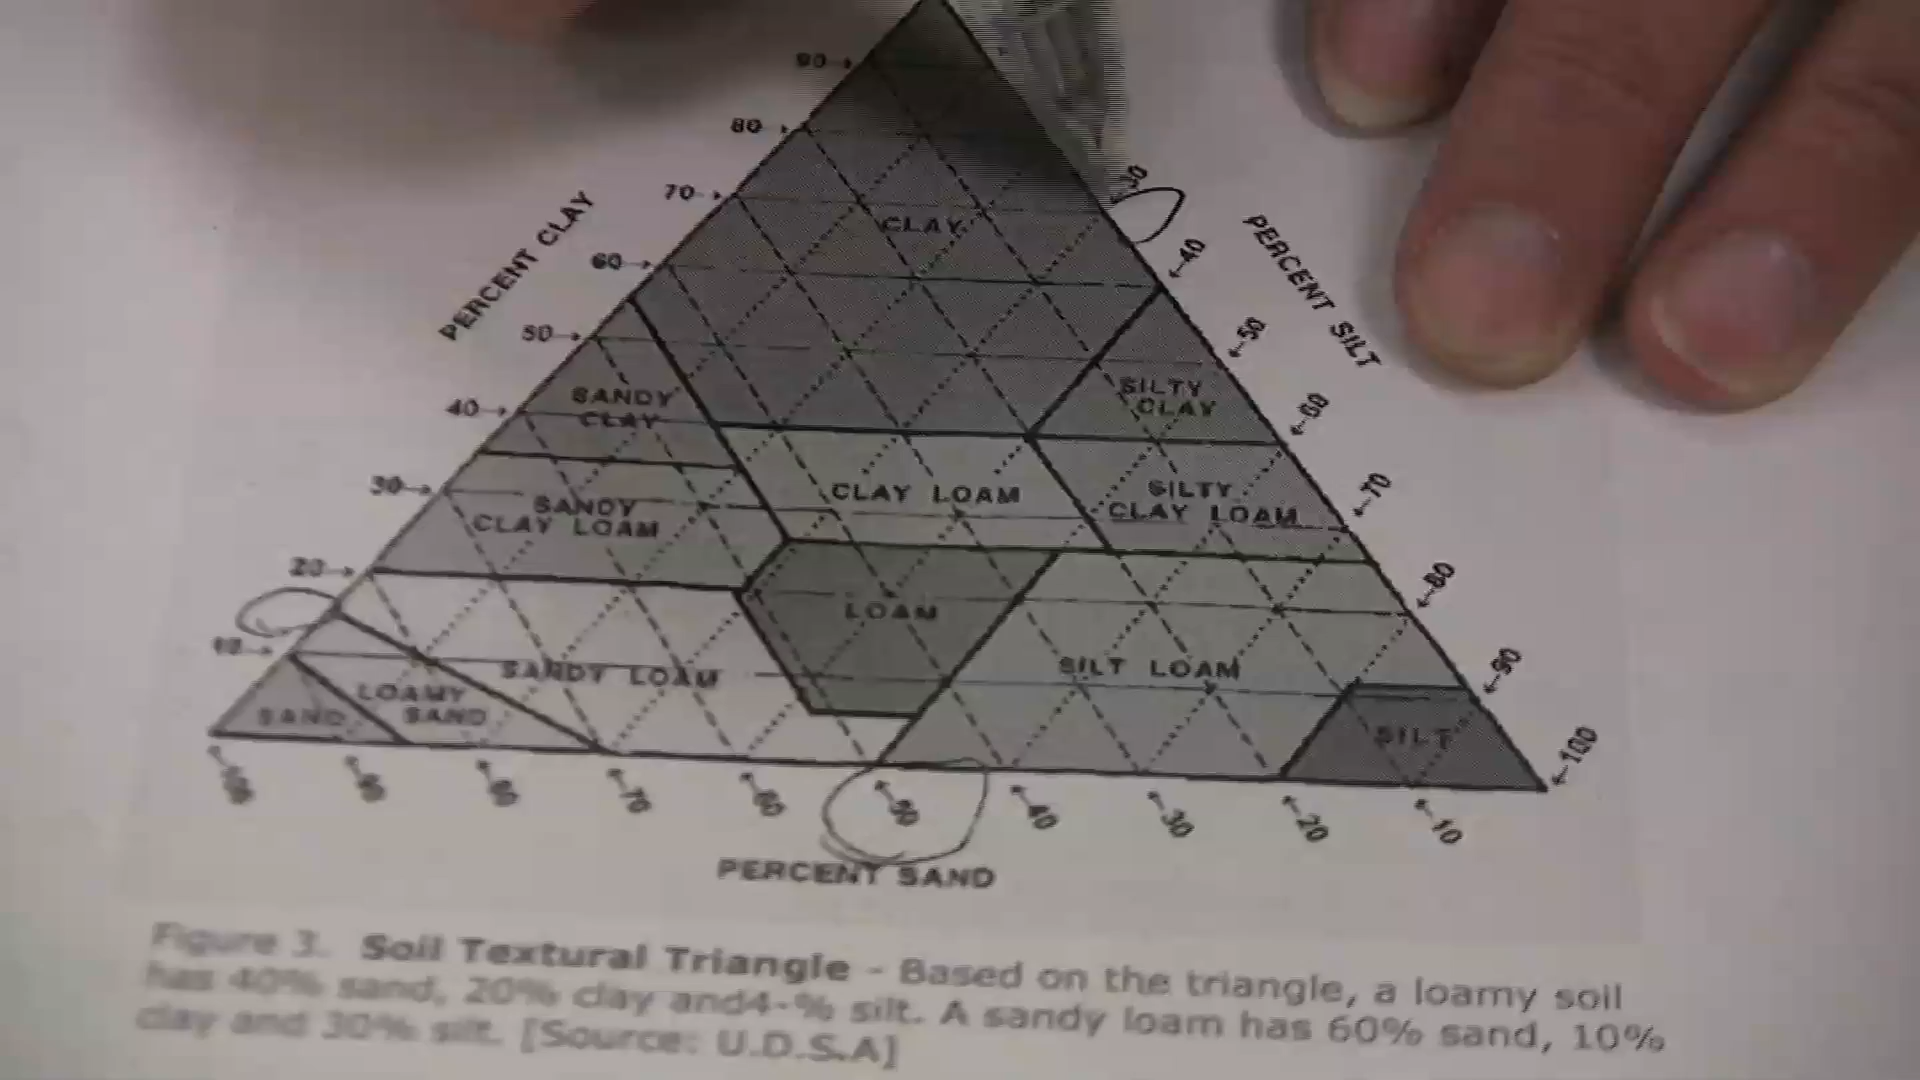 90
80
70
60
50
40
30
20
10
PERCENT CLAY
30
40
50
60
70
80
90
100
PERCENT SILT
CLAY
SANDY
CLAY
SILTY
CLAY
CLAY LOAM
SILTY
CLAY LOAM
SANDY
CLAY LOAM
LOAM
SANDY LOAM
SILT LOAM
LOAMY
SAND
SAND
SILT
100
90
80
70
60
50
40
30
20
10
PERCENT SAND
Figure 3. Soil Textural Triangle - Based on the triangle, a loamy soil
has 40% sand, 20% clay and4-% silt. A sandy loam has 60% sand, 10%
clay and 30% silt. [Source: U.D.S.A]